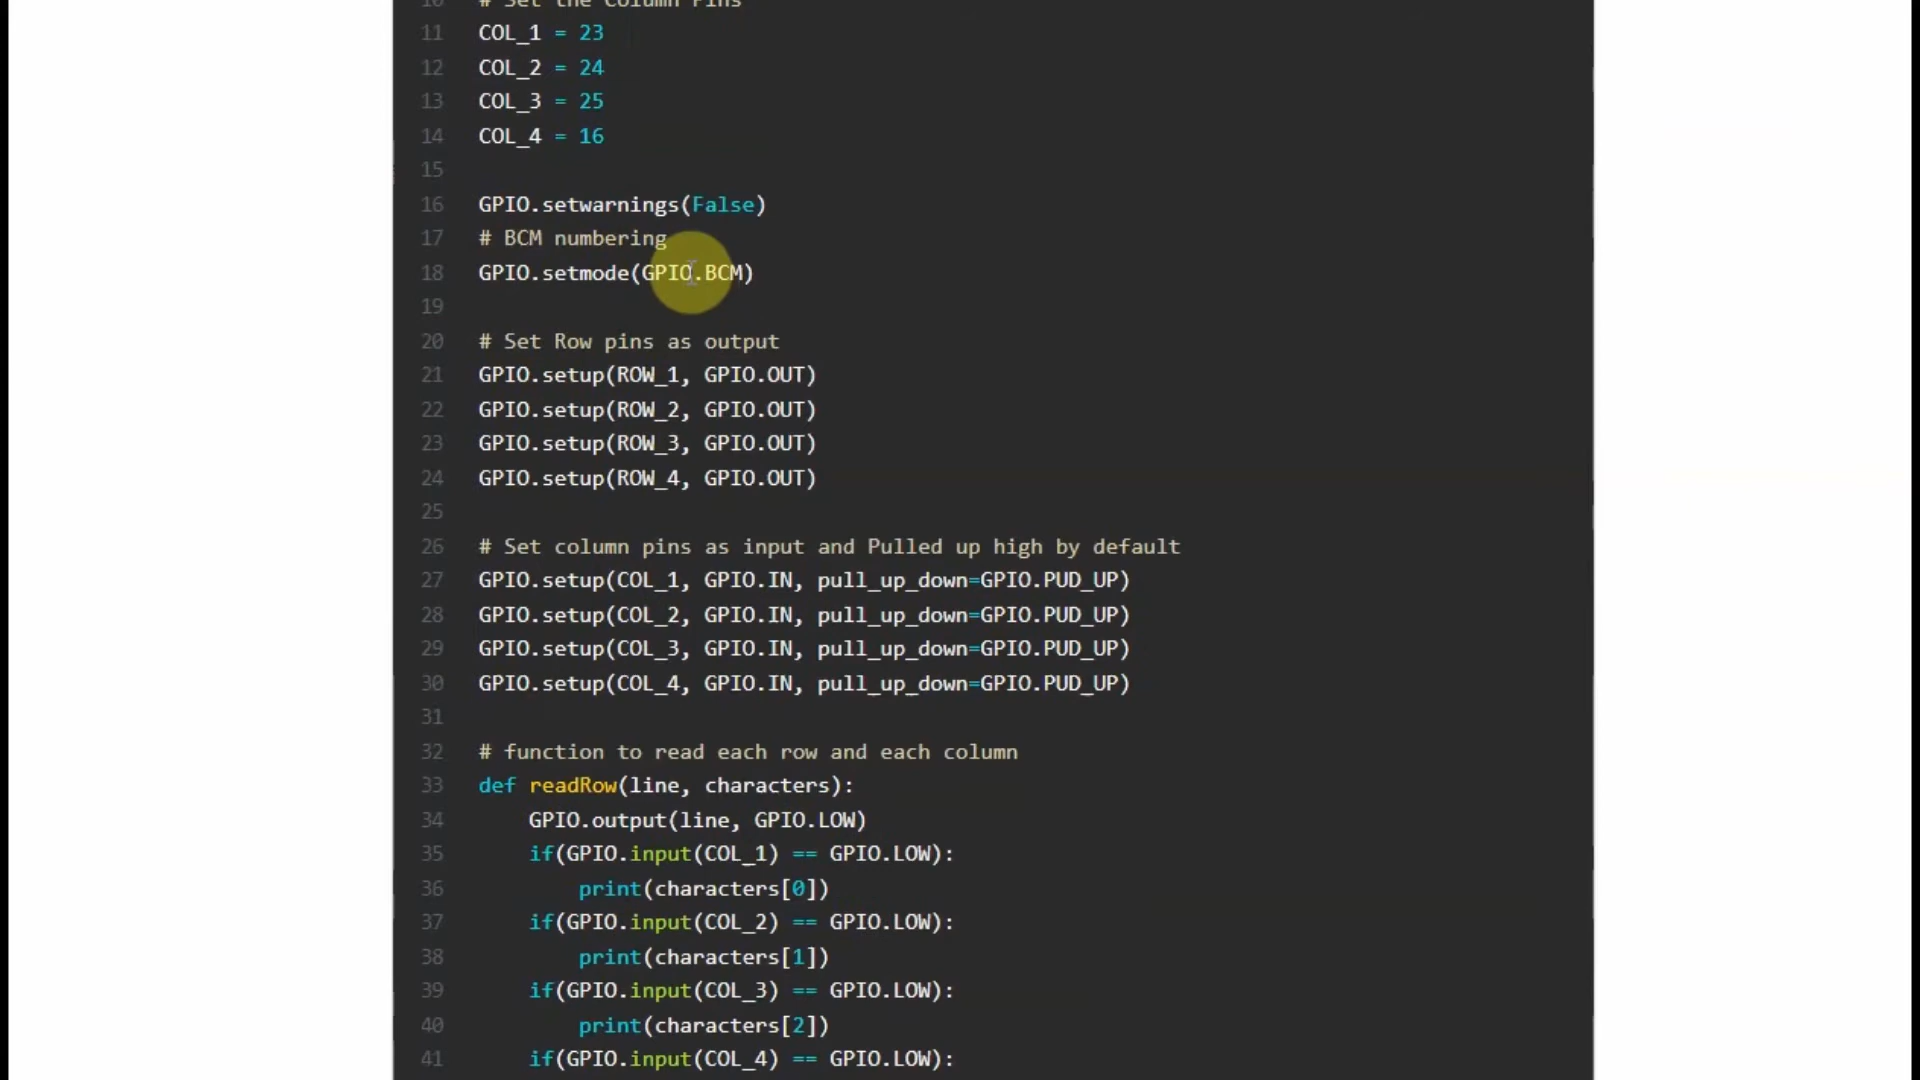 10 # Set the Column Pins
11 COL_1 = 23
12 COL_2 = 24
13 COL_3 = 25
14 COL_4 = 16
15
16 GPIO.setwarnings(False)
17 # BCM numbering
18 GPIO.setmode(GPIO.BCM)
19
20 # Set Row pins as output
21 GPIO.setup(ROW_1, GPIO.OUT)
22 GPIO.setup(ROW_2, GPIO.OUT)
23 GPIO.setup(ROW_3, GPIO.OUT)
24 GPIO.setup(ROW_4, GPIO.OUT)
25
26 # Set column pins as input and Pulled up high by default
27 GPIO.setup(COL_1, GPIO.IN, pull_up_down=GPIO.PUD_UP)
28 GPIO.setup(COL_2, GPIO.IN, pull_up_down=GPIO.PUD_UP)
29 GPIO.setup(COL_3, GPIO.IN, pull_up_down=GPIO.PUD_UP)
30 GPIO.setup(COL_4, GPIO.IN, pull_up_down=GPIO.PUD_UP)
31
32 # function to read each row and each column
33 def readRow(line, characters):
34     GPIO.output(line, GPIO.LOW)
35     if(GPIO.input(COL_1) == GPIO.LOW):
36         print(characters[0])
37     if(GPIO.input(COL_2) == GPIO.LOW):
38         print(characters[1])
39     if(GPIO.input(COL_3) == GPIO.LOW):
40         print(characters[2])
41     if(GPIO.input(COL_4) == GPIO.LOW):